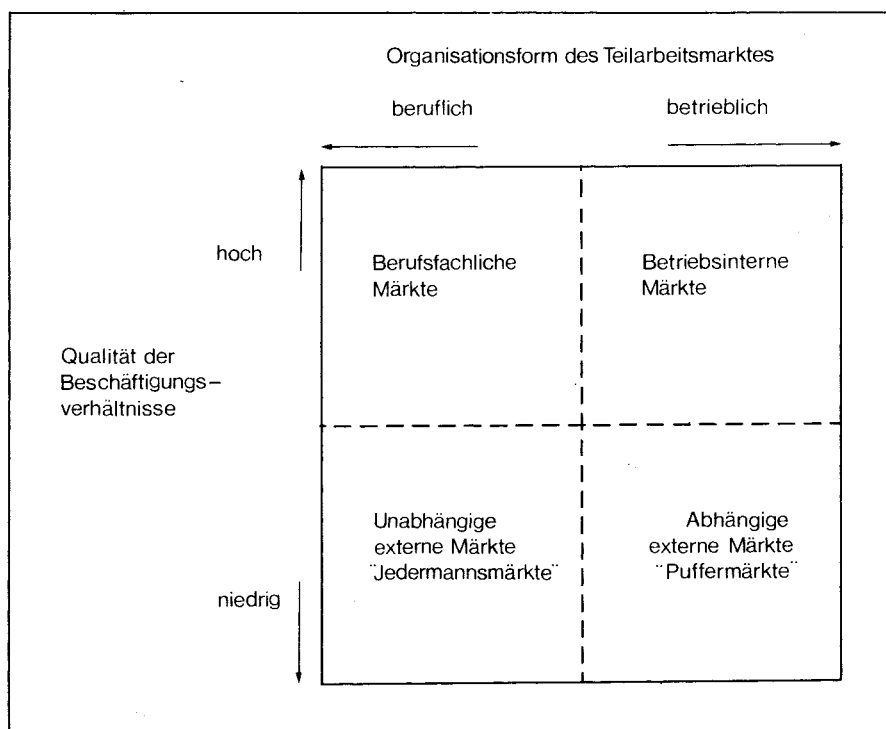 Organisationsform des Teilarbeitsmarktes
beruflich betrieblich
hoch
Berufsfachliche
Märkte
Betriebsinterne
Märkte
Qualität der
Beschäftigungs–
verhältnisse
Unabhängige
externe Märkte
¨Jedermannsmärkte¨
Abhängige
externe Märkte
¨Puffermärkte¨
niedrig